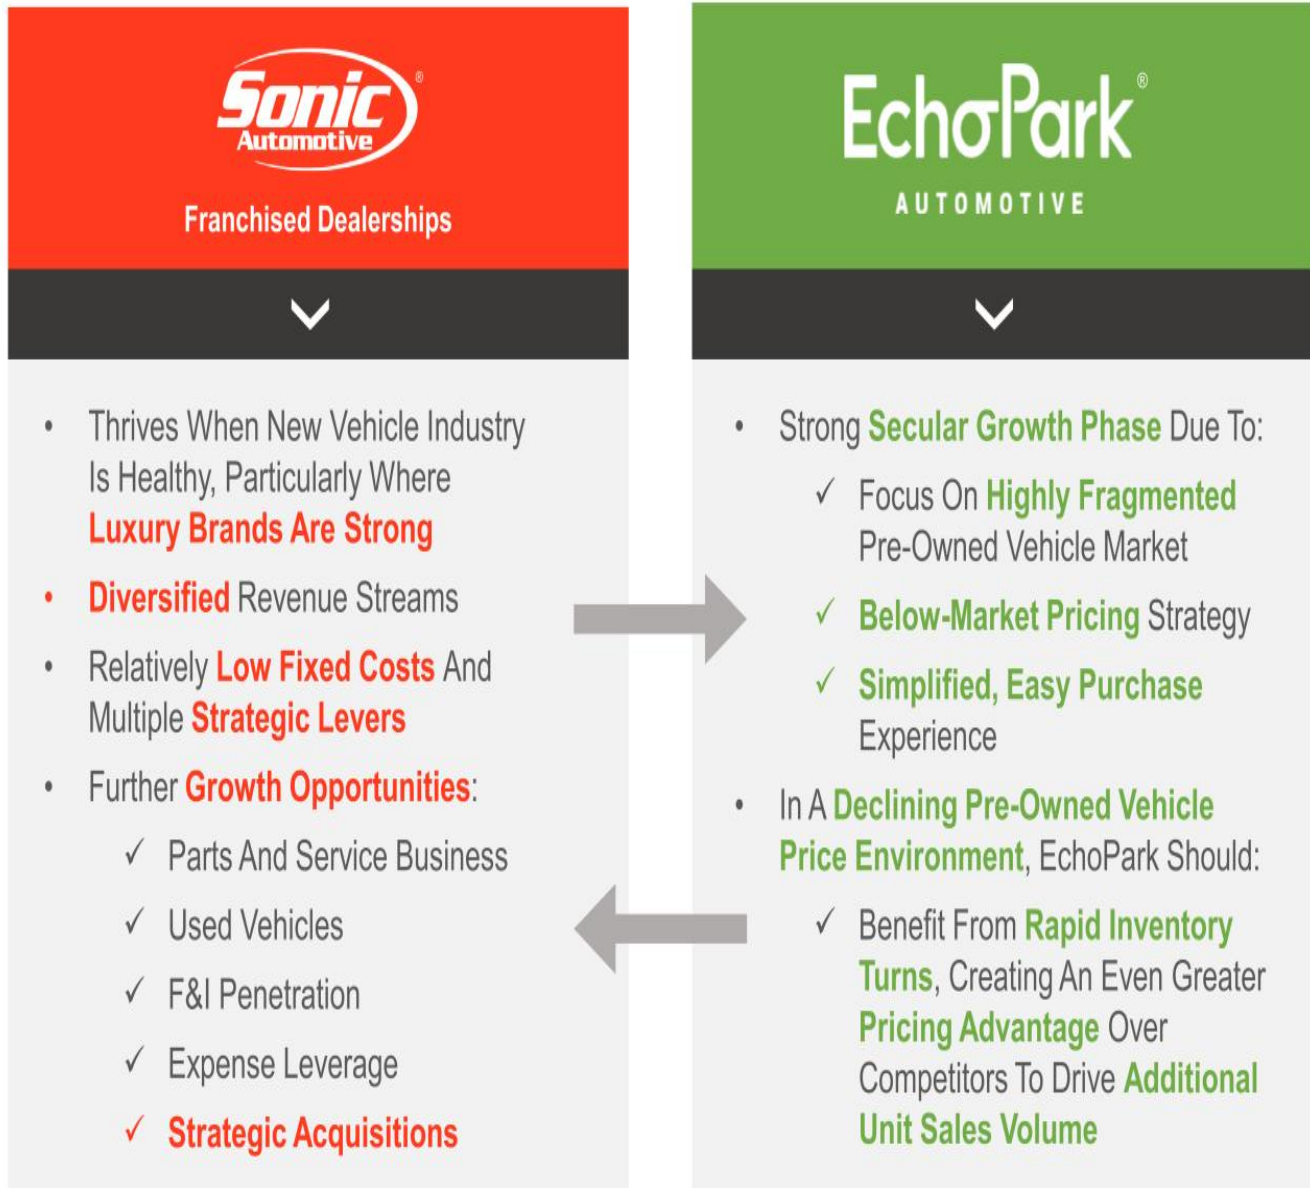 Sonic®
Automotive
Franchised Dealerships
• Thrives When New Vehicle Industry
Is Healthy, Particularly Where
Luxury Brands Are Strong
• Diversified Revenue Streams
• Relatively Low Fixed Costs And
Multiple Strategic Levers
• Further Growth Opportunities:
✓ Parts And Service Business
✓ Used Vehicles
✓ F&I Penetration
✓ Expense Leverage
✓ Strategic Acquisitions
EchoPark®
AUTOMOTIVE
• Strong Secular Growth Phase Due To:
✓ Focus On Highly Fragmented
Pre-Owned Vehicle Market
✓ Below-Market Pricing Strategy
✓ Simplified, Easy Purchase
Experience
• In A Declining Pre-Owned Vehicle
Price Environment, EchoPark Should:
✓ Benefit From Rapid Inventory
Turns, Creating An Even Greater
Pricing Advantage Over
Competitors To Drive Additional
Unit Sales Volume